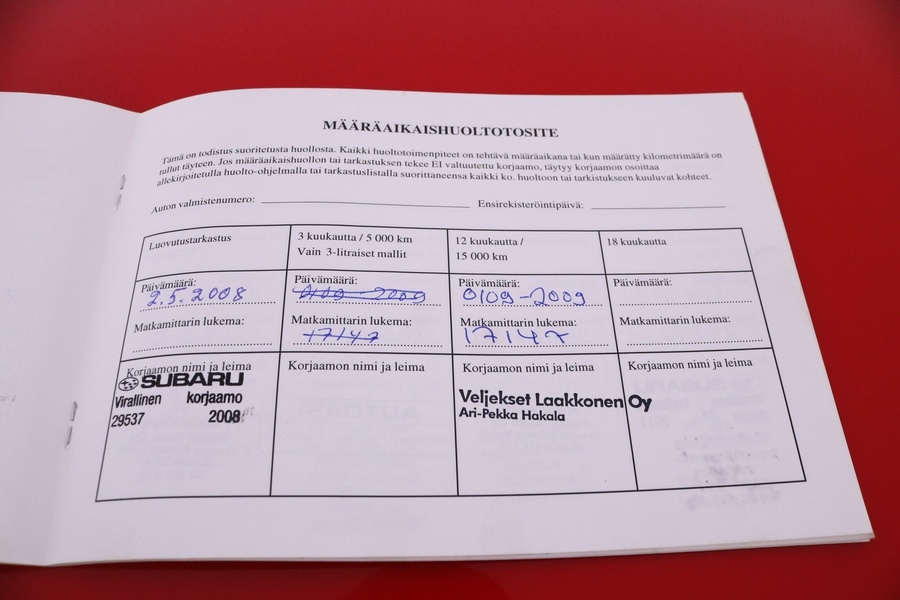 MÄÄRÄAIKAISHUOLTOTOSITE
Tämä on todistus suoritetusta huollosta. Kaikki huoltotoimenpiteet on tehtävä määräaikana tai kun määrätty kilometrimäärä on
tullut täyteen. Jos määräaikaishuollon tai tarkastuksen tekee EI valtuutettu korjaamo, täytyy korjaamon osoittaa
allekirjoitetulla huolto-ohjelmalla tai tarkastuslistalla suorittaneensa kaikki ko. huoltoon tai tarkistukseen kuuluvat kohteet.
Auton valmistenumero: Ensirekisteröintipäivä:
Luovutustarkastus
3 kuukautta / 5 000 km
Vain 3-litraiset mallit
12 kuukautta /
15 000 km
18 kuukautta
Päivämäärä:
2.5.2008
Matkamittarin lukema:
Päivämäärä:
0109-2009
Matkamittarin lukema:
17147
Päivämäärä:
0109-2009
Matkamittarin lukema:
17147
Päivämäärä:
Matkamittarin lukema:
Korjaamon nimi ja leima
SUBARU
Virallinen korjaamo
29537 2008
Korjaamon nimi ja leima
Korjaamon nimi ja leima
Veljekset Laakkonen Oy
Ari-Pekka Hakala
Korjaamon nimi ja leima